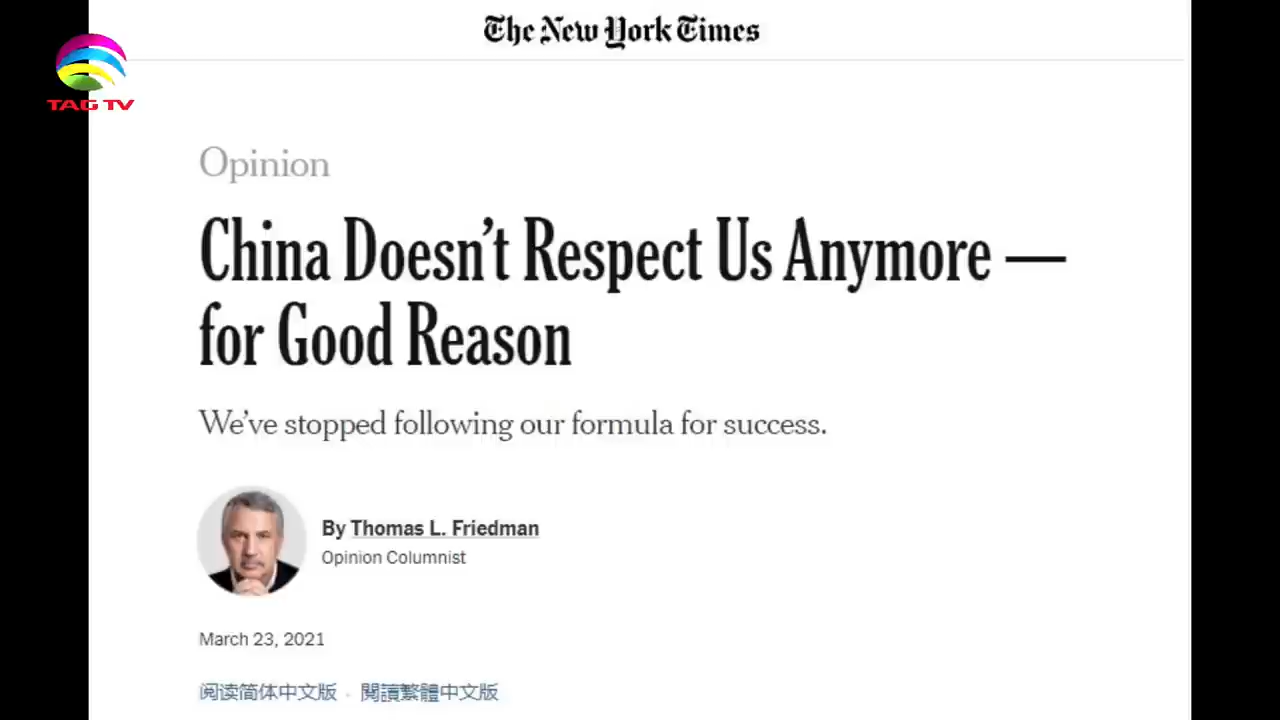 The New York Times
TAG TV
Opinion
China Doesn’t Respect Us Anymore —
for Good Reason
We’ve stopped following our formula for success.
By Thomas L. Friedman
Opinion Columnist
March 23, 2021
阅读简体中文版 · 閱讀繁體中文版